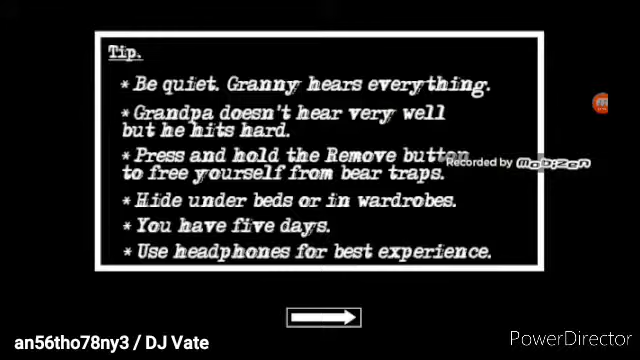 Tip.
* Be quiet. Granny hears everything.
* Grandpa doesn't hear very well
but he hits hard.
* Press and hold the Remove button
to free yourself from bear traps.
Recorded by mobizen
* Hide under beds or in wardrobes.
* You have five days.
* Use headphones for best experience.
an56tho78ny3 / DJ Vate
PowerDirector